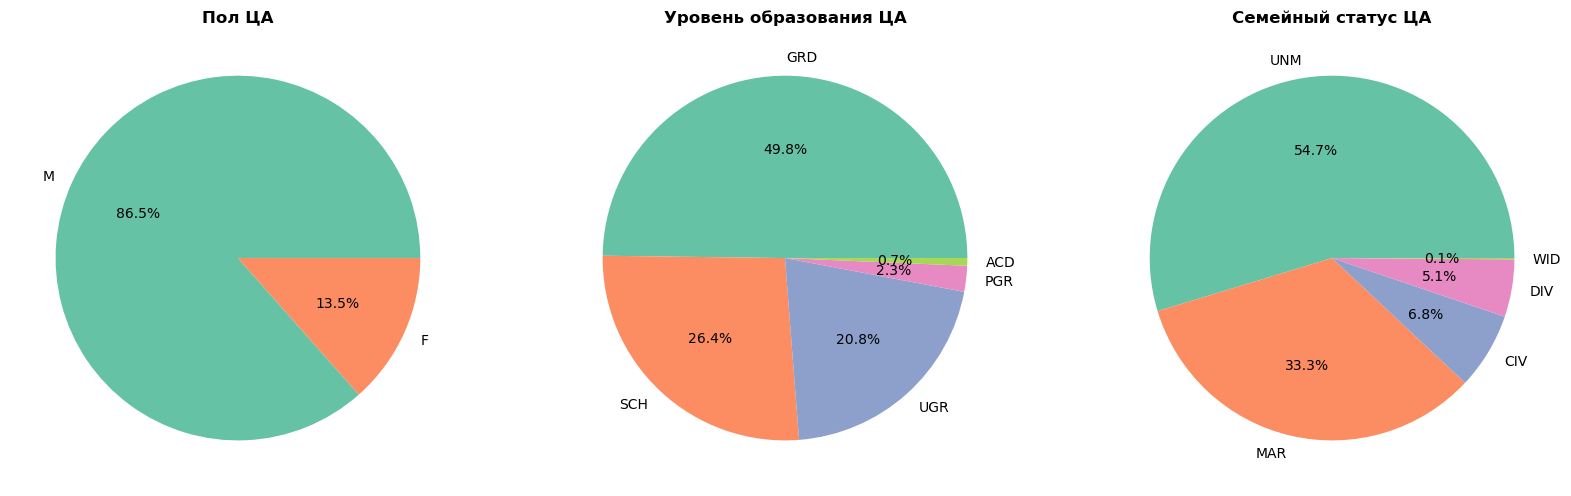 Пол ЦА
M
86.5%
13.5%
F
Уровень образования ЦА
GRD
49.8%
0.7%
ACD
2.3%
PGR
26.4%
20.8%
SCH
UGR
Семейный статус ЦА
UNM
54.7%
0.1%
WID
5.1%
DIV
6.8%
CIV
33.3%
MAR